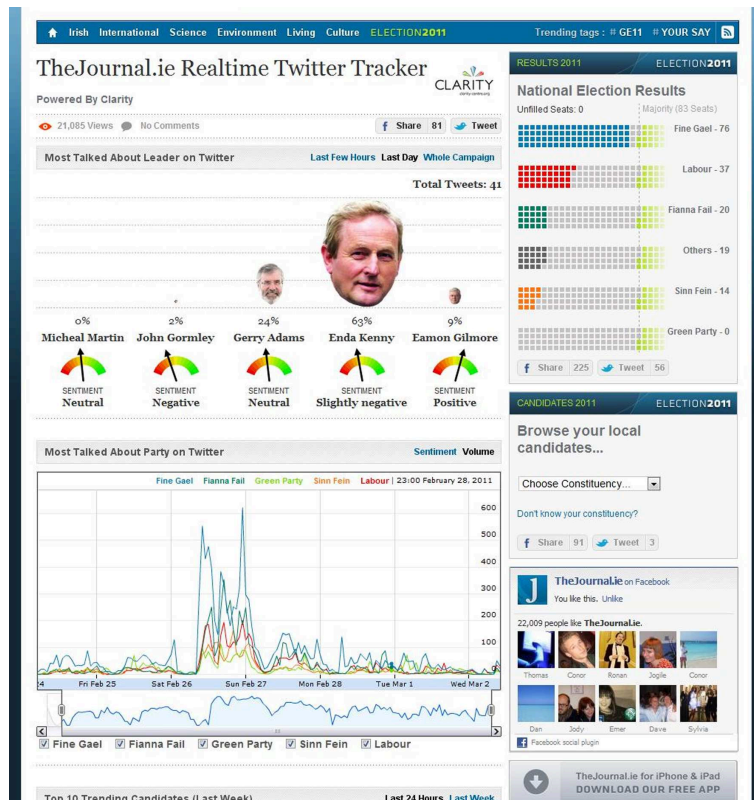 Irish International Science Environment Living Culture ELECTION2011 Trending tags : # GE11 # YOUR SAY
TheJournal.ie Realtime Twitter Tracker
CLARITY
Powered By Clarity
21,085 Views No Comments
Share 81 Tweet
Most Talked About Leader on Twitter Last Few Hours Last Day Whole Campaign
Total Tweets: 41
0% 2% 24% 63% 9%
Micheal Martin John Gormley Gerry Adams Enda Kenny Eamon Gilmore
SENTIMENT SENTIMENT SENTIMENT SENTIMENT SENTIMENT
Neutral Negative Neutral Slightly negative Positive
Most Talked About Party on Twitter Sentiment Volume
Fine Gael Fianna Fail Green Party Sinn Fein Labour | 23:00 February 28, 2011
600
500
400
300
200
100
0
24 Fri Feb 25 Sat Feb 26 Sun Feb 27 Mon Feb 28 Tue Mar 1 Wed Mar 2
Fine Gael Fianna Fail Green Party Sinn Fein Labour
Top 10 Trending Candidates (Last Week) Last 24 Hours Last Week
RESULTS 2011 ELECTION2011
National Election Results
Unfilled Seats: 0 Majority (83 Seats)
Fine Gael - 76
Labour - 37
Fianna Fail - 20
Others - 19
Sinn Fein - 14
Green Party - 0
Share 225 Tweet 56
CANDIDATES 2011 ELECTION2011
Browse your local
candidates...
Choose Constituency...
Don't know your constituency?
Share 91 Tweet 3
J
TheJournal.ie on Facebook
You like this. Unlike
22,009 people like TheJournal.ie.
Thomas Conor Ronan Jogile Conor
Dan Jody Emer Dave Sylvia
Facebook social plugin
TheJournal.ie for iPhone & iPad
DOWNLOAD OUR FREE APP